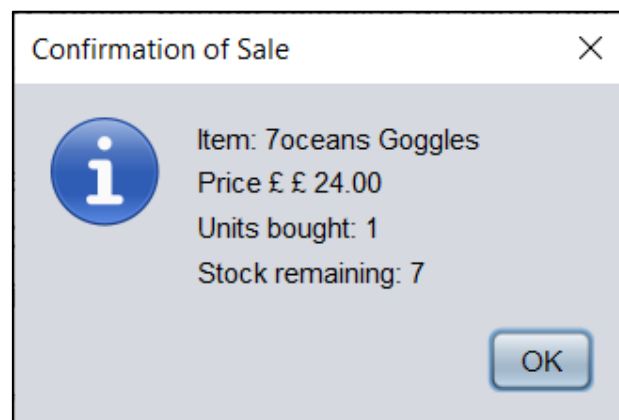 Confirmation of Sale
Item: 7oceans Goggles
Price £ £ 24.00
Units bought: 1
Stock remaining: 7
OK